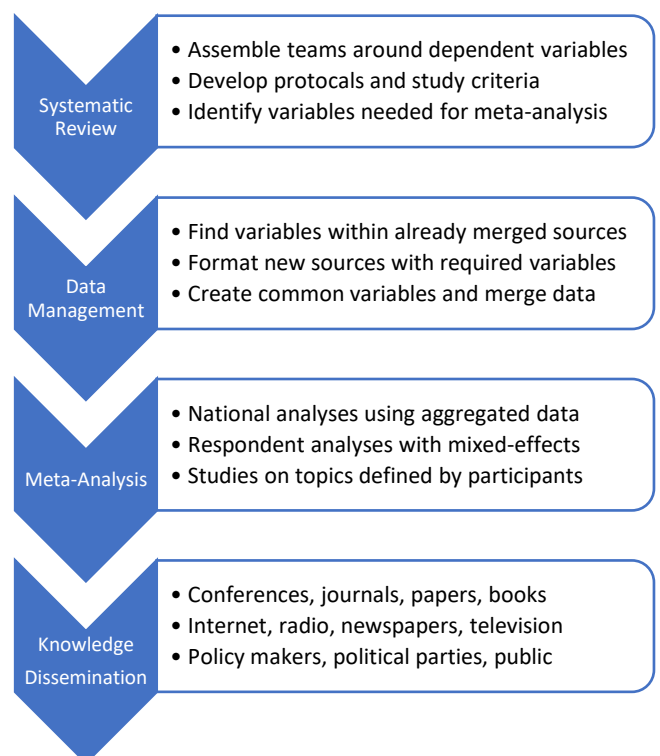 Systematic
Review
• Assemble teams around dependent variables
• Develop protocals and study criteria
• Identify variables needed for meta-analysis
Data
Management
• Find variables within already merged sources
• Format new sources with required variables
• Create common variables and merge data
Meta-Analysis
• National analyses using aggregated data
• Respondent analyses with mixed-effects
• Studies on topics defined by participants
Knowledge
Dissemination
• Conferences, journals, papers, books
• Internet, radio, newspapers, television
• Policy makers, political parties, public